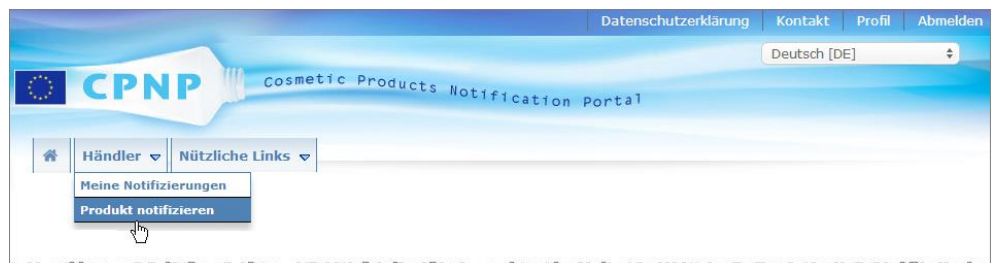 Datenschutzerklärung Kontakt Profil Abmelden
Deutsch [DE]
CPNP Cosmetic Products Notification Portal
Händler Nützliche Links
Meine Notifizierungen
Produkt notifizieren